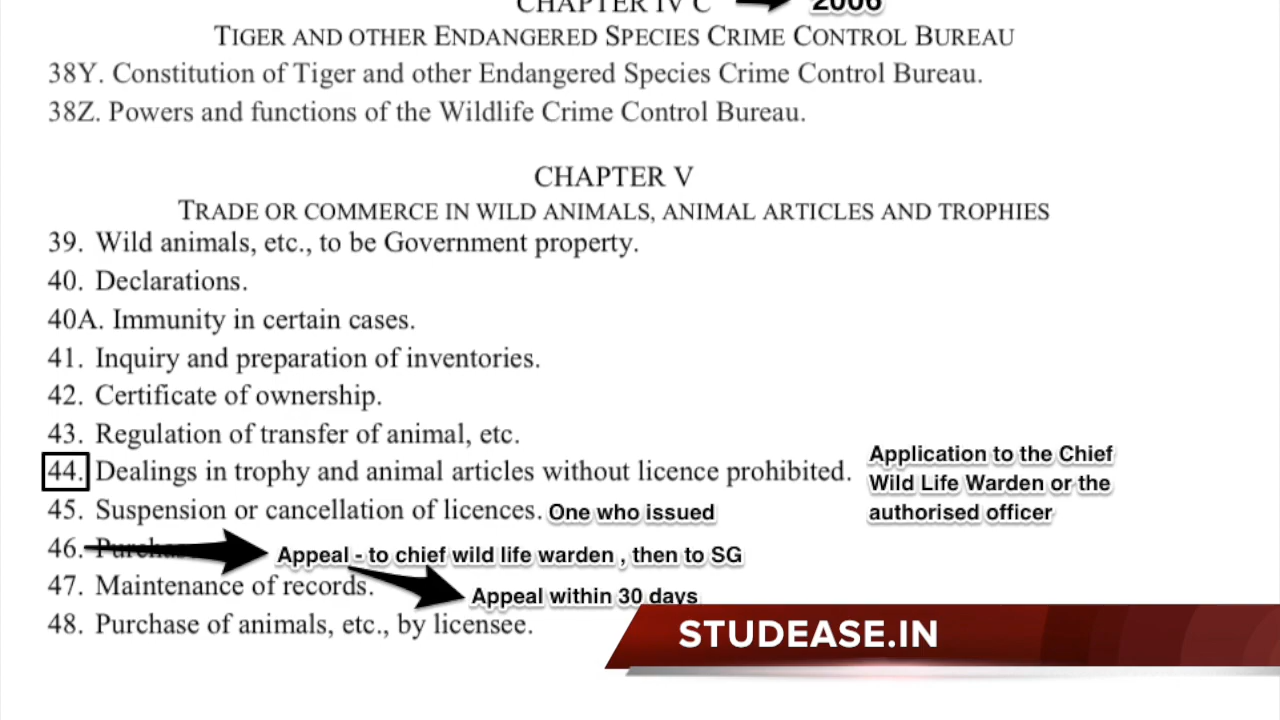 CHAPTER IV C 2006
TIGER AND OTHER ENDANGERED SPECIES CRIME CONTROL BUREAU
38Y. Constitution of Tiger and other Endangered Species Crime Control Bureau.
38Z. Powers and functions of the Wildlife Crime Control Bureau.
CHAPTER V
TRADE OR COMMERCE IN WILD ANIMALS, ANIMAL ARTICLES AND TROPHIES
39. Wild animals, etc., to be Government property.
40. Declarations.
40A. Immunity in certain cases.
41. Inquiry and preparation of inventories.
42. Certificate of ownership.
43. Regulation of transfer of animal, etc.
44. Dealings in trophy and animal articles without licence prohibited.
Application to the Chief
Wild Life Warden or the
authorised officer
45. Suspension or cancellation of licences. One who issued
46. Appeal - to chief wild life warden , then to SG
47. Maintenance of records. Appeal within 30 days
48. Purchase of animals, etc., by licensee.
STUDEASE.IN